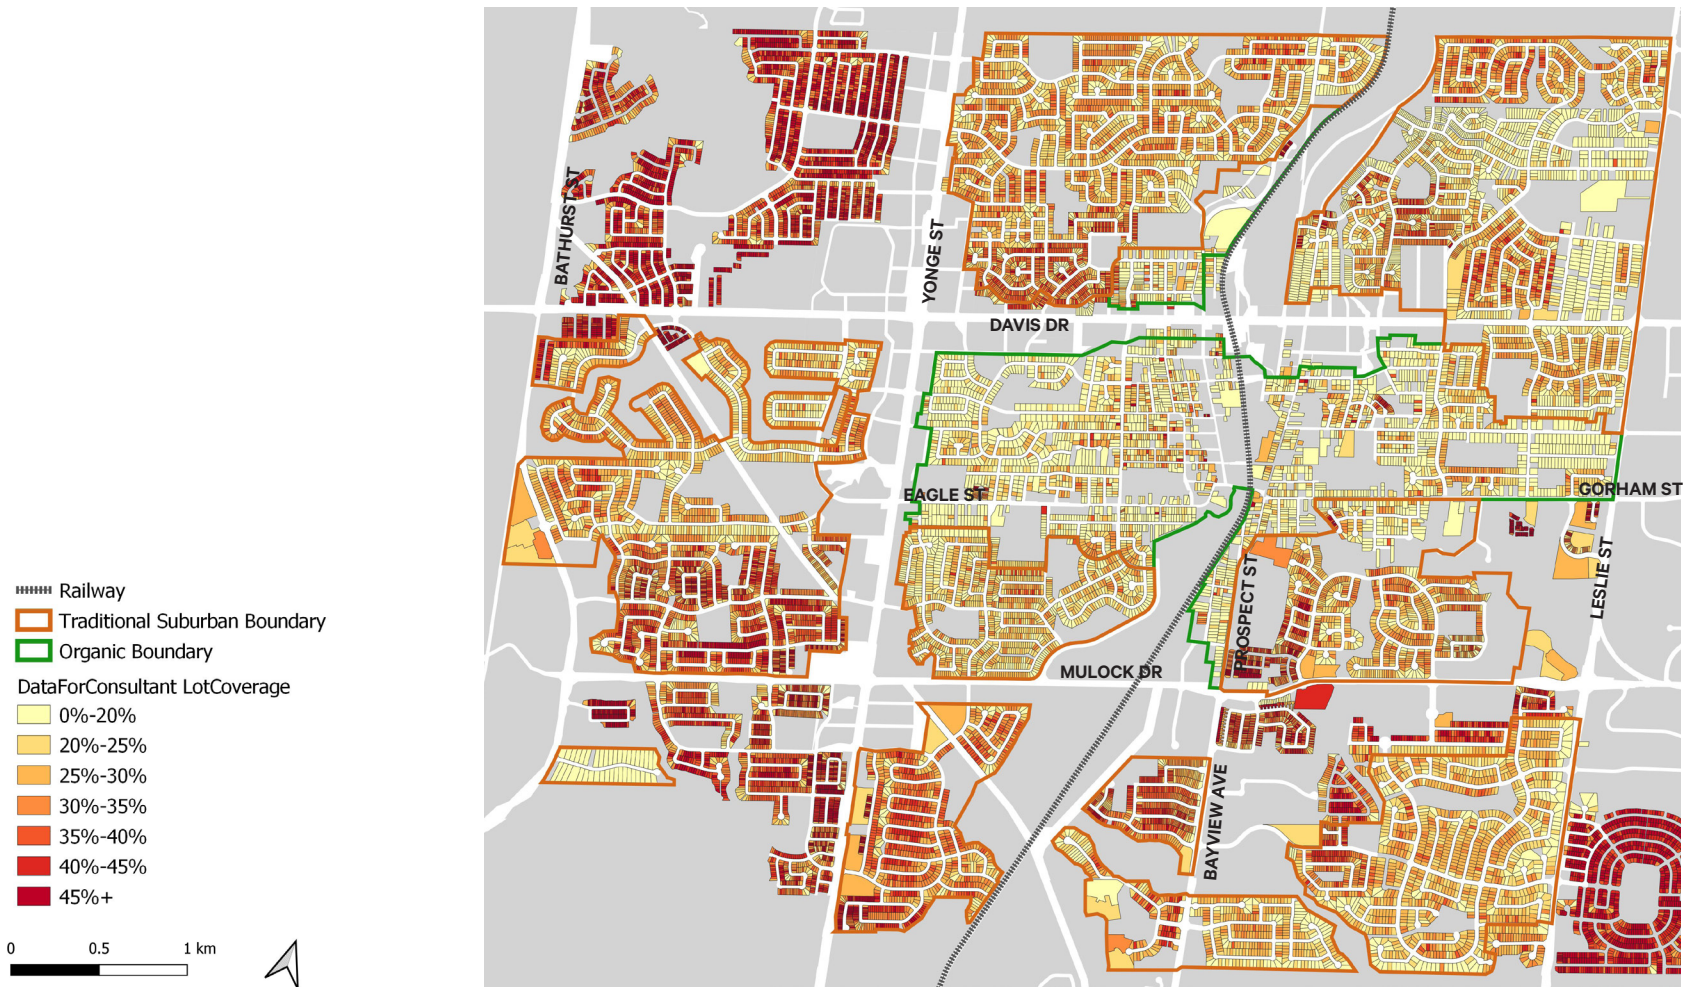 BATHURST ST
YONGE ST
DAVIS DR
EAGLE ST
GORHAM ST
LESLIE ST
PROSPECT ST
MULOCK DR
BAYVIEW AVE
Railway
Traditional Suburban Boundary
Organic Boundary
DataForConsultant LotCoverage
0%-20%
20%-25%
25%-30%
30%-35%
35%-40%
40%-45%
45%+
0 0.5 1 km